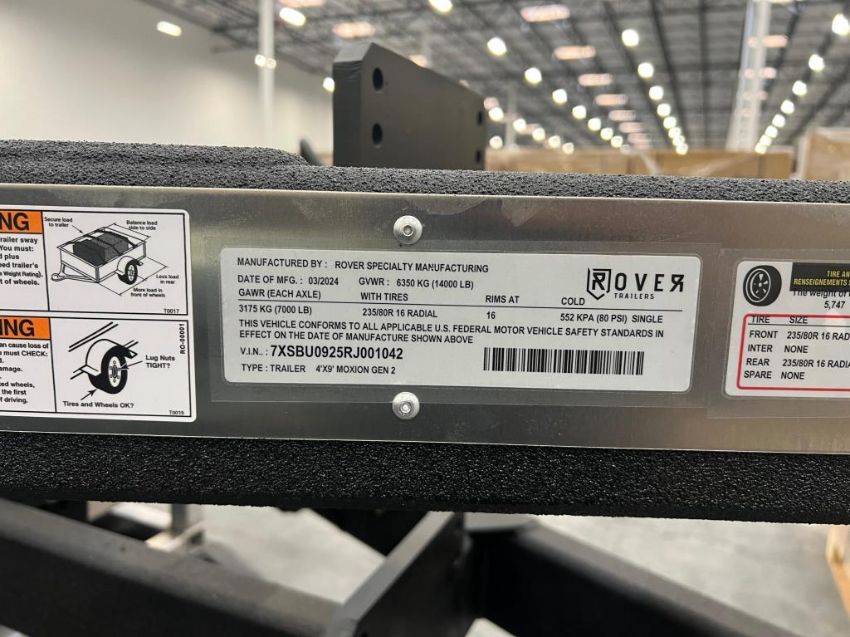 NG
railer sway
You must:
d plus
eed trailer's
e Weight Rating).
of wheels.
Secure load
to trailer
Balance load
side to side
Less load
in rear
More load in
front of wheels
T0017
NG
an cause loss of
u must CHECK:
d.
amage.
ted wheels,
the first
of driving.
Lug Nuts
TIGHT?
Tires and Wheels OK?
RO-00001
T0019
MANUFACTURED BY : ROVER SPECIALTY MANUFACTURING
DATE OF MFG. : 03/2024 GVWR : 6350 KG (14000 LB)
GAWR (EACH AXLE) WITH TIRES RIMS AT COLD
3175 KG (7000 LB) 235/80R 16 RADIAL 16 552 KPA (80 PSI) SINGLE
THIS VEHICLE CONFORMS TO ALL APPLICABLE U.S. FEDERAL MOTOR VEHICLE SAFETY STANDARDS IN
EFFECT ON THE DATE OF MANUFACTURE SHOWN ABOVE
V.I.N.. : 7XSBU0925RJ001042
TYPE : TRAILER 4'X9' MOXION GEN 2
ROVER
TRAILERS
TIRE AN
RENSEIGNEMENTS S
The weight of
5,747
TIRE SIZE
FRONT 235/80R 16 RAD
INTER NONE
REAR 235/80R 16 RADIA
SPARE NONE